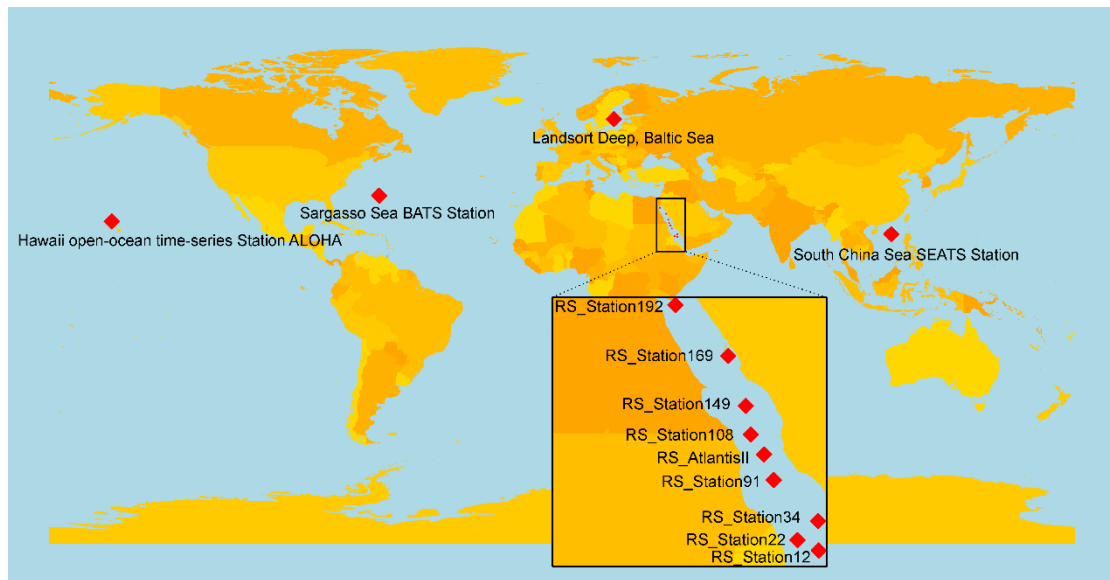 Landsort Deep, Baltic Sea
Sargasso Sea BATS Station
Hawaii open-ocean time-series Station ALOHA
South China Sea SEATS Station
RS_Station192
RS_Station169
RS_Station149
RS_Station108
RS_AtlantisII
RS_Station91
RS_Station34
RS_Station22
RS_Station12